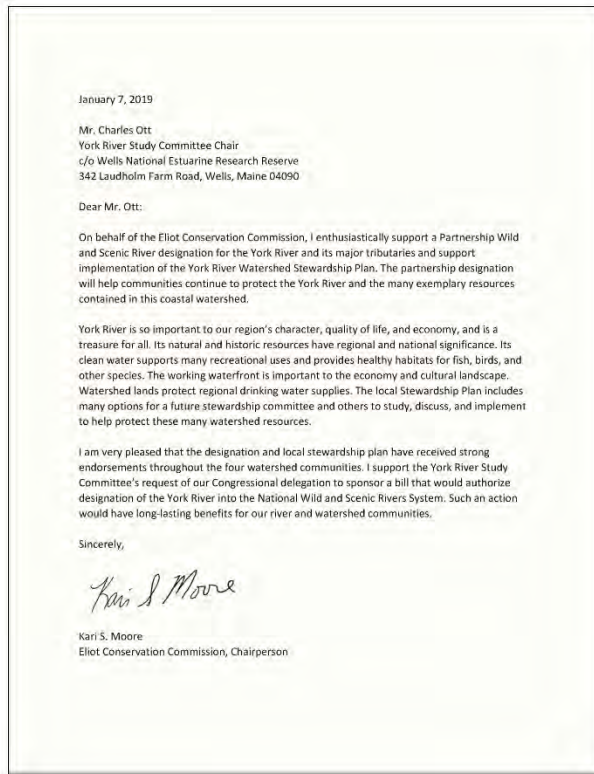 January 7, 2019
Mr. Charles Ott
York River Study Committee Chair
c/o Wells National Estuarine Research Reserve
342 Laudholm Farm Road, Wells, Maine 04090
Dear Mr. Ott:
On behalf of the Eliot Conservation Commission, I enthusiastically support a Partnership Wild
and Scenic River designation for the York River and its major tributaries and support
implementation of the York River Watershed Stewardship Plan. The partnership designation
will help communities continue to protect the York River and the many exemplary resources
contained in this coastal watershed.
York River is so important to our region's character, quality of life, and economy, and is a
treasure for all. Its natural and historic resources have regional and national significance. Its
clean water supports many recreational uses and provides healthy habitats for fish, birds, and
other species. The working waterfront is important to the economy and cultural landscape.
Watershed lands protect regional drinking water supplies. The local Stewardship Plan includes
many options for a future stewardship committee and others to study, discuss, and implement
to help protect these many watershed resources.
I am very pleased that the designation and local stewardship plan have received strong
endorsements throughout the four watershed communities. I support the York River Study
Committee's request of our Congressional delegation to sponsor a bill that would authorize
designation of the York River into the National Wild and Scenic Rivers System. Such an action
would have long-lasting benefits for our river and watershed communities.
Sincerely,
Kari S Moore
Kari S. Moore
Eliot Conservation Commission, Chairperson